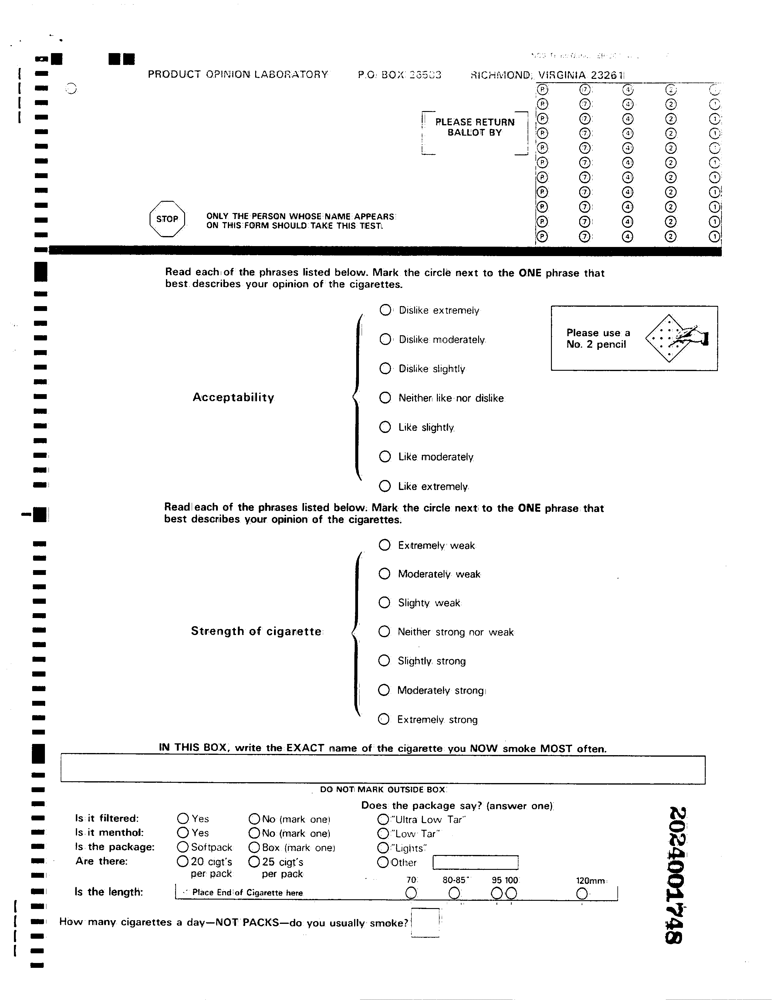 PRODUCT OPINION LABORATORY P.O. BOX RICHMOND, VIRGINIA 23261
PLEASE RETURN
BALLOT BY
P 7 4 2
P 7 4 2 1
P 7 4 2 1
P 7 4 2 1
P 7 4 2
P 7 4 2 1
P 7 4 2 1
P 7 4 2 1
P 7 4 2 1
P 7 4 2 1
P 7 4 2 1
STOP
ONLY THE PERSON WHOSE NAME APPEARS
ON THIS FORM SHOULD TAKE THIS TEST.
Read each of the phrases listed below. Mark the circle next to the ONE phrase that
best describes your opinion of the cigarettes.
Dislike extremely
Please use a
No. 2 pencil
Dislike moderately
Dislike slightly
Acceptability
Neither like nor dislike
Like slightly
Like moderately
Like extremely
Read each of the phrases listed below. Mark the circle next to the ONE phrase that
best describes your opinion of the cigarettes.
Extremely weak
Moderately weak
Slighty weak
Strength of cigarette
Neither strong nor weak
Slightly strong
Moderately strong
Extremely strong
IN THIS BOX, write the EXACT name of the cigarette you NOW smoke MOST often.
DO NOT MARK OUTSIDE BOX
Does the package say? (answer one)
Is it filtered: Yes No (mark one) "Ultra Low Tar"
Is it menthol: Yes No (mark one) "Low Tar"
Is the package: Softpack Box (mark one) "Lights"
Are there: 20 cigt's 25 cigt's Other
per pack per pack
70 80-85 95 100 120mm
Is the length: Place End of Cigarette here
How many cigarettes a day—NOT PACKS—do you usually smoke?
2024001748